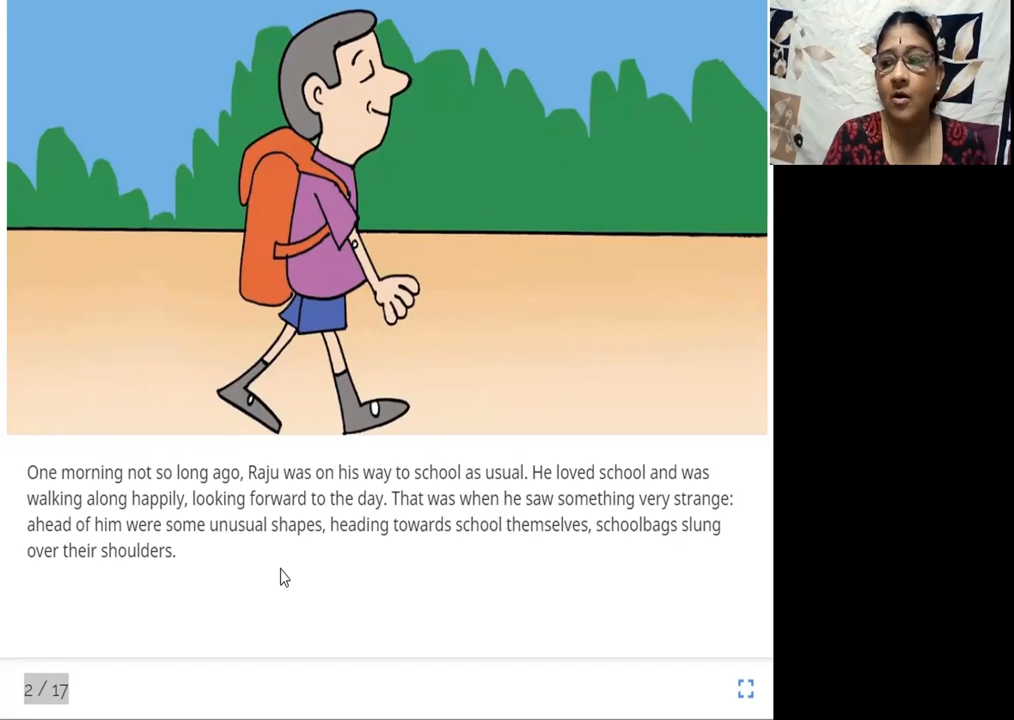 One morning not so long ago, Raju was on his way to school as usual. He loved school and was
walking along happily, looking forward to the day. That was when he saw something very strange:
ahead of him were some unusual shapes, heading towards school themselves, schoolbags slung
over their shoulders.
2 / 17